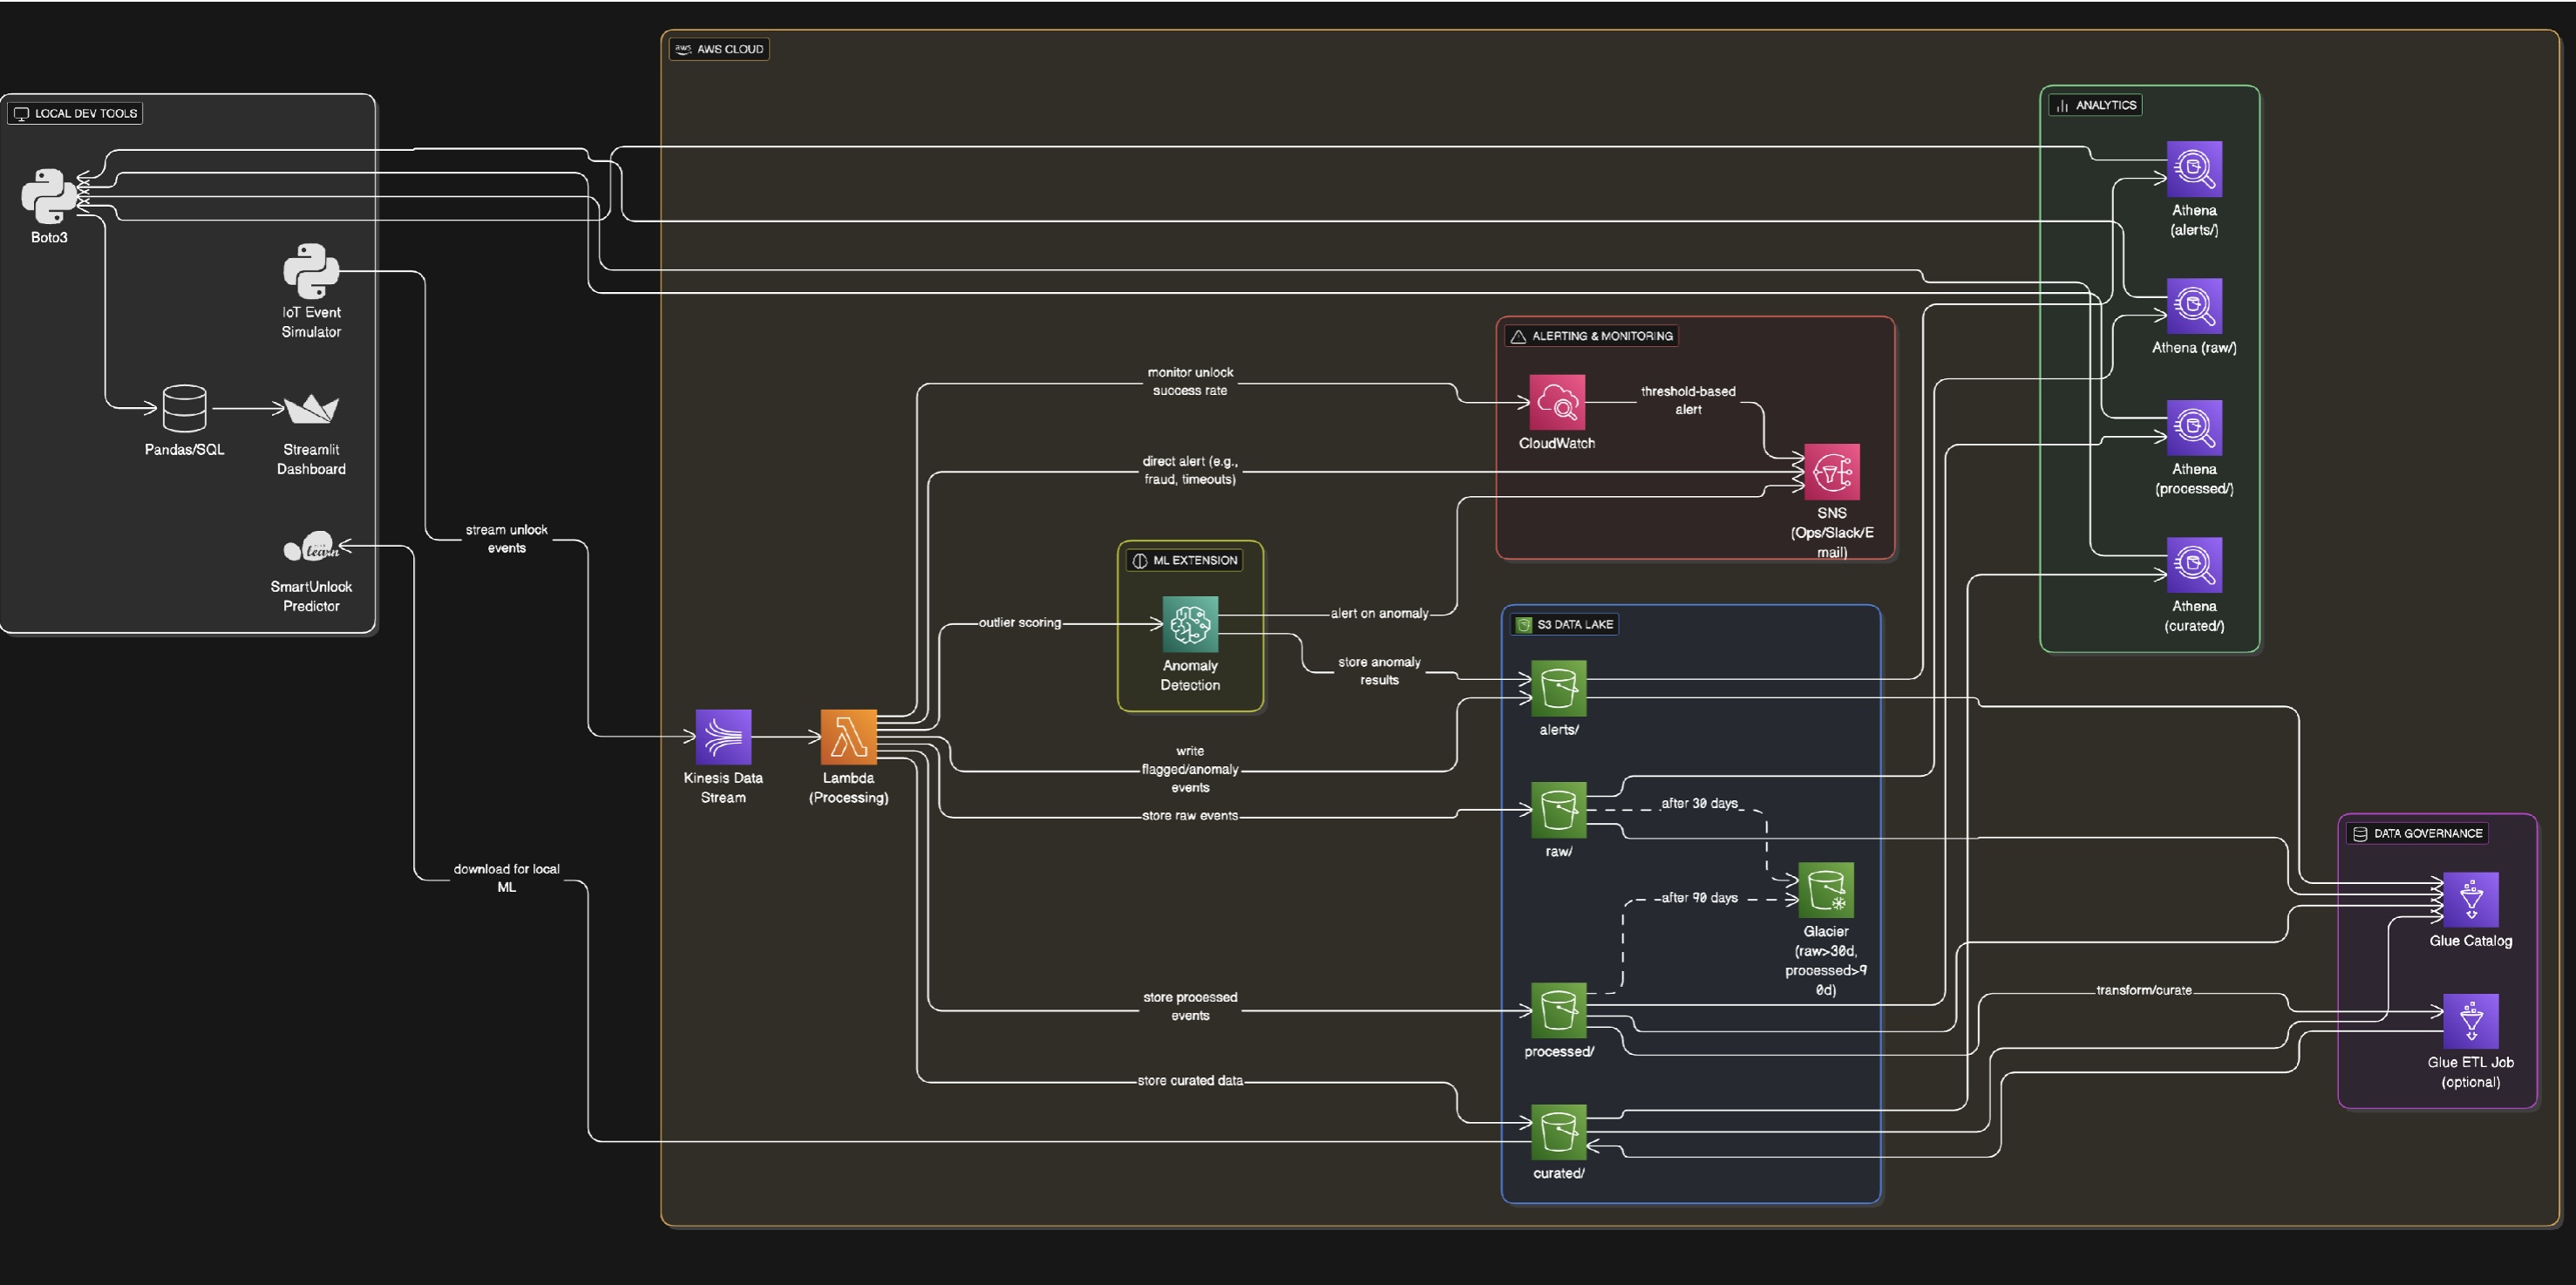 aws AWS CLOUD
LOCAL DEV TOOLS
Boto3
IoT Event
Simulator
Pandas/SQL
Streamlit
Dashboard
learn
SmartUnlock
Predictor
stream unlock
events
download for local
ML
Kinesis Data
Stream
Lambda
(Processing)
monitor unlock
success rate
direct alert (e.g.,
fraud, timeouts)
outlier scoring
write
flagged/anomaly
events
store raw events
store processed
events
store curated data
ML EXTENSION
Anomaly
Detection
alert on anomaly
store anomaly
results
ALERTING & MONITORING
CloudWatch
threshold-based
alert
SNS
(Ops/Slack/E
mail)
S3 DATA LAKE
alerts/
raw/
after 30 days
after 90 days
Glacier
(raw>30d,
processed>9
0d)
processed/
curated/
ANALYTICS
Athena
(alerts/)
Athena (raw/)
Athena
(processed/)
Athena
(curated/)
DATA GOVERNANCE
Glue Catalog
transform/curate
Glue ETL Job
(optional)